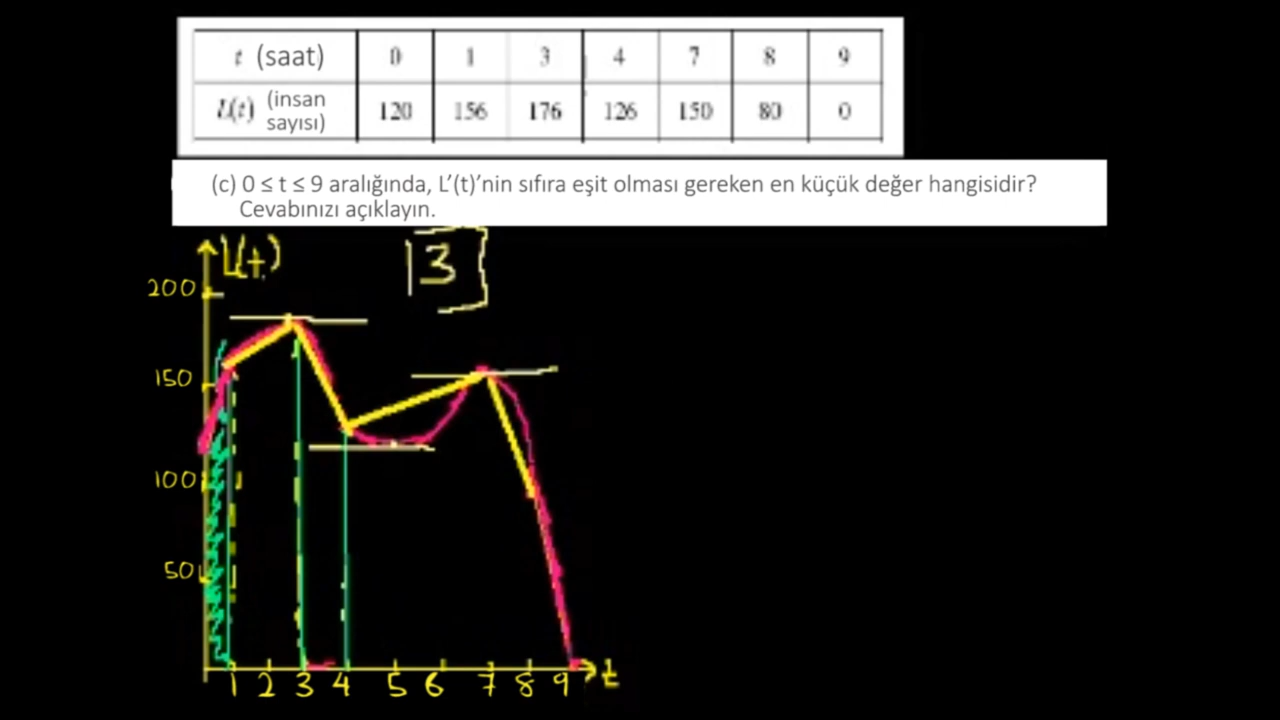 t (saat) 0 1 3 4 7 8 9
L(t) (insan sayısı) 120 156 176 126 150 80 0
(c) 0 ≤ t ≤ 9 aralığında, L'(t)'nin sıfıra eşit olması gereken en küçük değer hangisidir?
Cevabınızı açıklayın.
L(t)
13
200
150
100
50
1 2 3 4 5 6 7 8 9 t